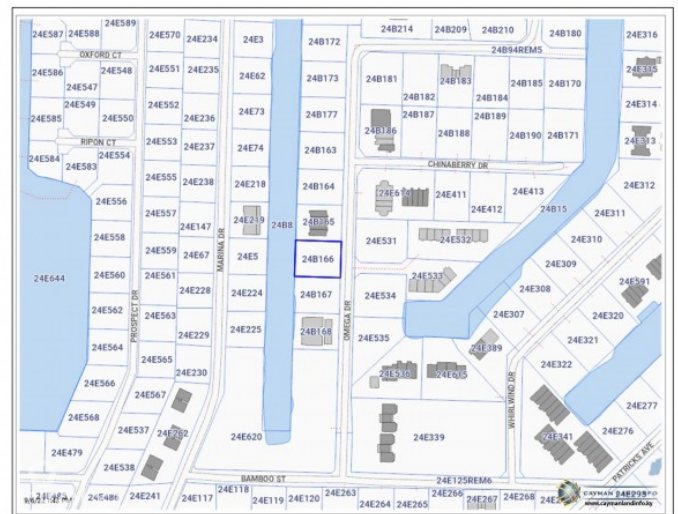 24E589
24E587 24E588 24E570 24E234 24E3 24B172 24B214 24B209 24B210 24B180 24E316
OXFORD CT 24B94REM5
24E586 24E548 24E551 24E235 24E62 24B173 24B181 24B183 24B185 24B170 24E315
24E547 24B182 24B184
24E549 24E552 24E314
24E585 24E550 24E236 24E73 24B177 24B187 24B189
24B186 24B188 24B190 24B171 24E313
RIPON CT 24E553 24E237 24E74 24B163
24E584 24E583 24E554 CHINABERRY DR
24E555 24E238 24E218 24B164 24E614 24E411 24E413 24E312
24E556 24E412 24B15
24E557 24E147 24E219 24B8 24B165 24E311
24E558 24E531 24E532 24E310
24E559 24E67 MARINA DR 24E5 24B166 24E309
24E644 24E560 24E561 24E533 24E308 24E591
24E228 24E224 24B167 24E534
24E562 24E563 PROSPECT DR OMEGA DR 24E307 24E320
24E229 24E225 24B168 24E535 24E321
24E564 24E565 24E389 24E322
24E230 24E536 24E615 WHIRLWIND DR
24E566 24E567 24E277
24E568 24E537 24E262 24E620 24E339 24E341 24E276
24E479 24E538 PATRICKS AVE
BAMBOO ST 24E125REM6
24E486 24E241 24E117 24E118 24E119 24E120 24E263 24E264 24E265 24E266 24E267 24E268 24E293
CAYMAN
www.caymanlandinfo.ky